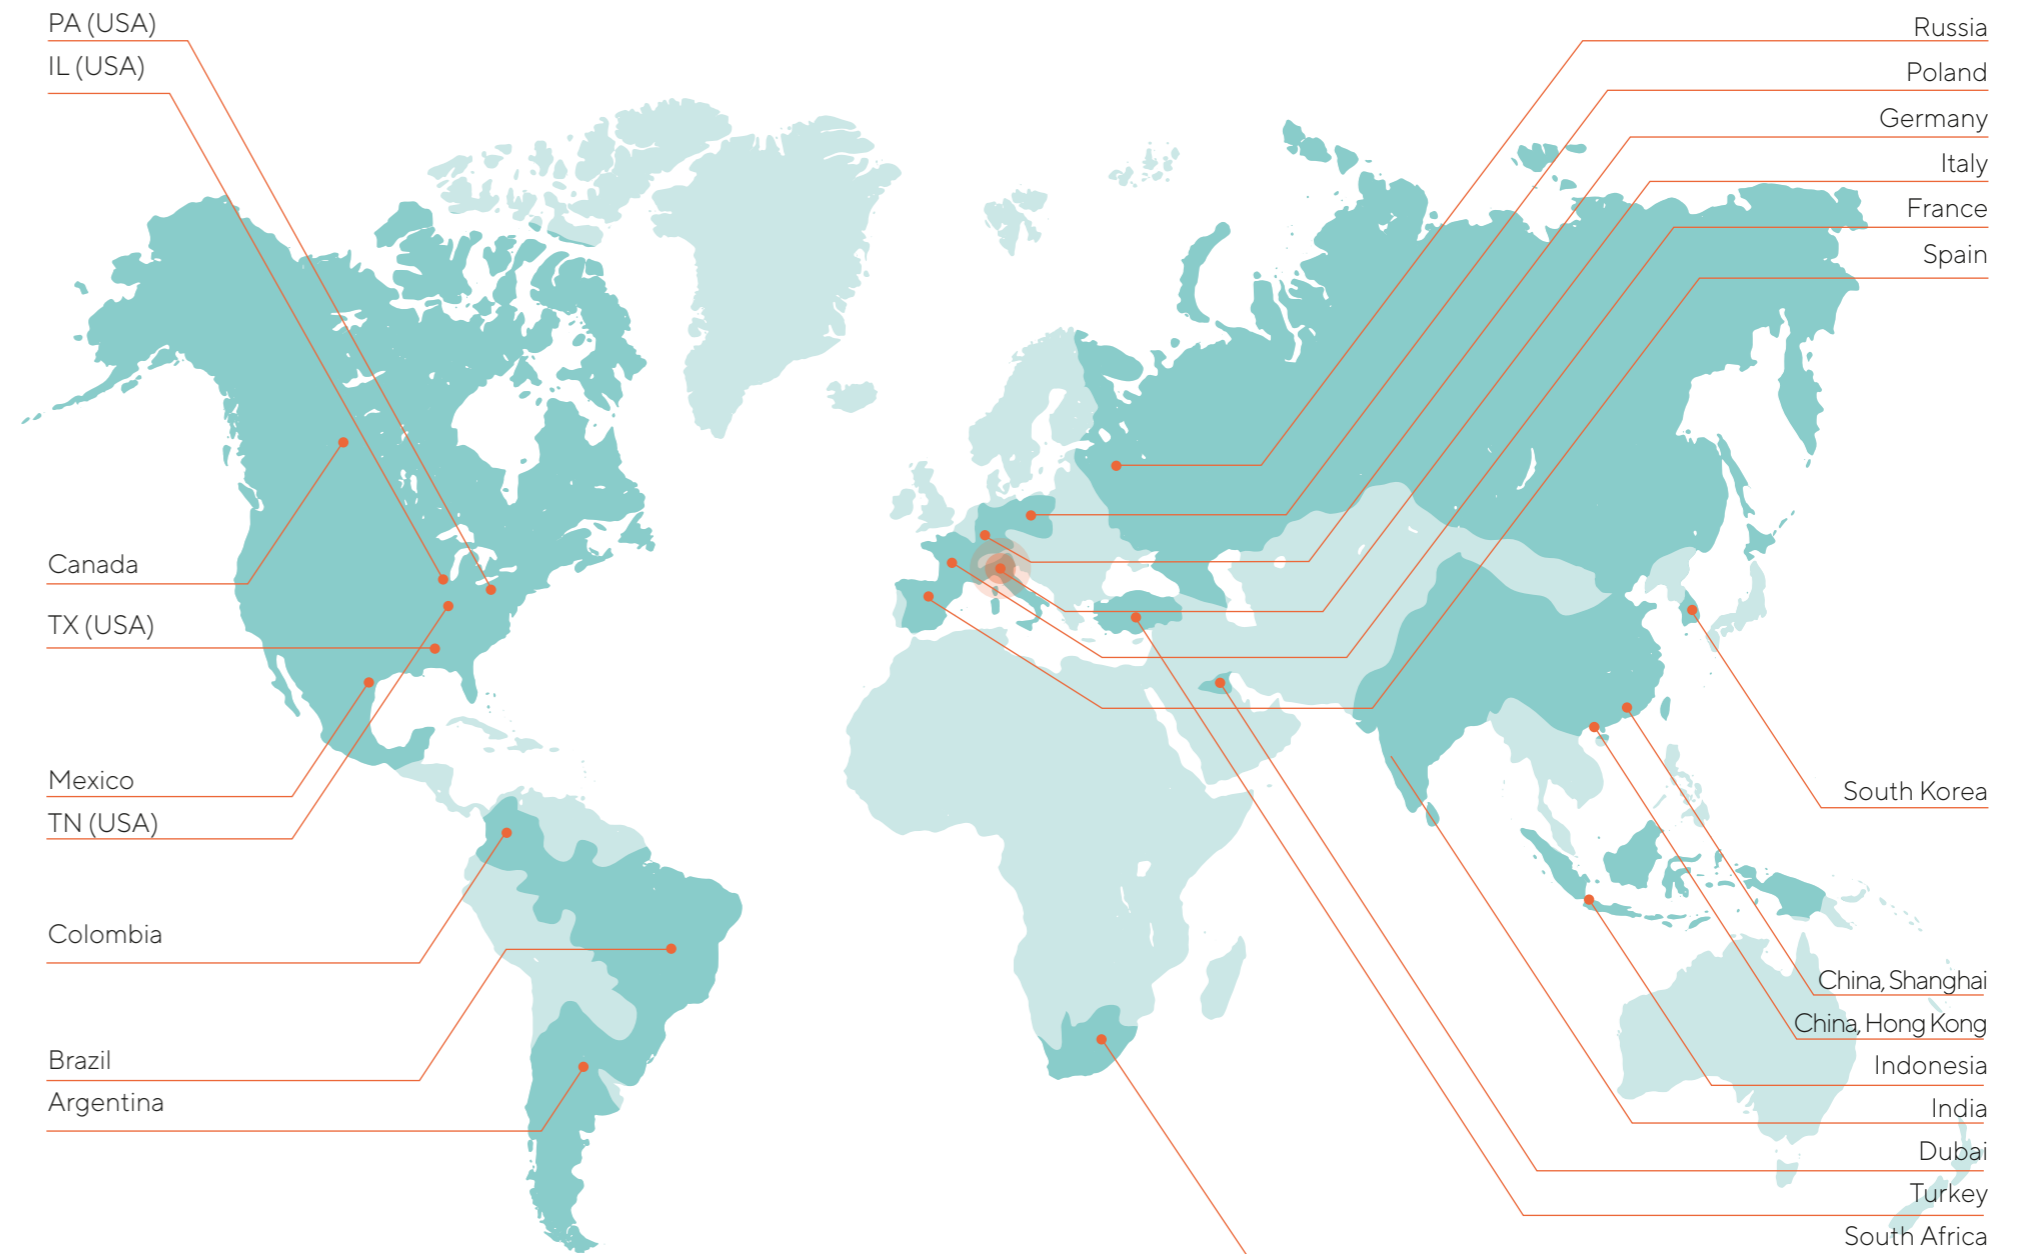 PA (USA)
IL (USA)
Canada
TX (USA)
Mexico
TN (USA)
Colombia
Brazil
Argentina
Russia
Poland
Germany
Italy
France
Spain
South Korea
China, Shanghai
China, Hong Kong
Indonesia
India
Dubai
Turkey
South Africa